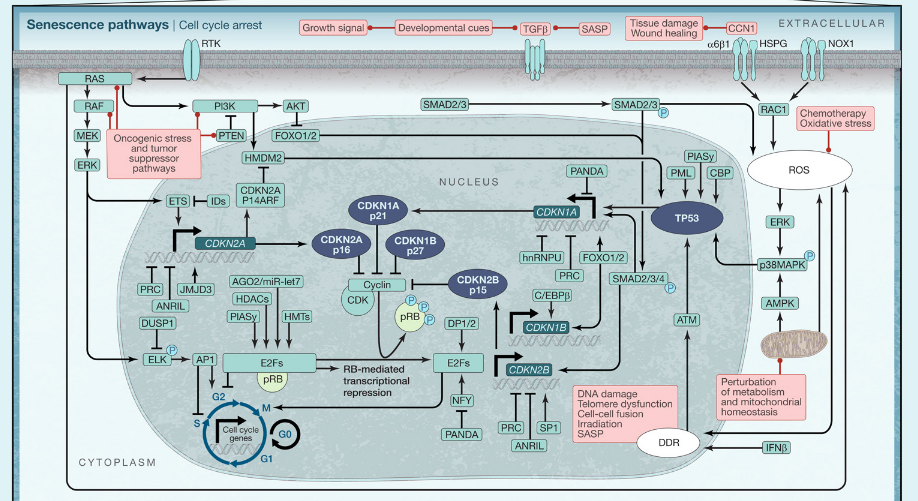 Senescence pathways | Cell cycle arrest
EXTRACELLULAR
Growth signal
Developmental cues
TGFβ
SASP
Tissue damage
Wound healing
CCN1
RTK
α6β1
HSPG
NOX1
RAS
RAF
MEK
ERK
PI3K
AKT
PTEN
FOXO1/2
HMDM2
SMAD2/3
SMAD2/3
P
RAC1
Chemotherapy
Oxidative stress
Oncogenic stress
and tumor
suppressor
pathways
NUCLEUS
PANDA
PIASy
PML
CBP
ROS
CDKN2A
P14ARF
ETS
IDs
CDKN2A
CDKN1A
p21
CDKN2A
p16
CDKN1B
p27
CDKN1A
TP53
ERK
hnRNPU
PRC
FOXO1/2
SMAD2/3/4
P
p38MAPK
P
PRC
ANRIL
JMJD3
AGO2/miR-let7
HDACs
PIASy
HMTs
Cyclin
CDK
CDKN2B
p15
P
P
P
pRB
C/EBPβ
CDKN1B
AMPK
ATM
DUSP1
ELK
P
AP1
E2Fs
pRB
RB-mediated
transcriptional
repression
DP1/2
E2Fs
CDKN2B
NFY
PANDA
PRC
ANRIL
SP1
G2
M
S
G1
G0
Cell cycle
genes
DNA damage
Telomere dysfunction
Cell-cell fusion
Irradiation
SASP
DDR
Perturbation
of metabolism
and mitochondrial
homeostasis
IFNβ
CYTOPLASM